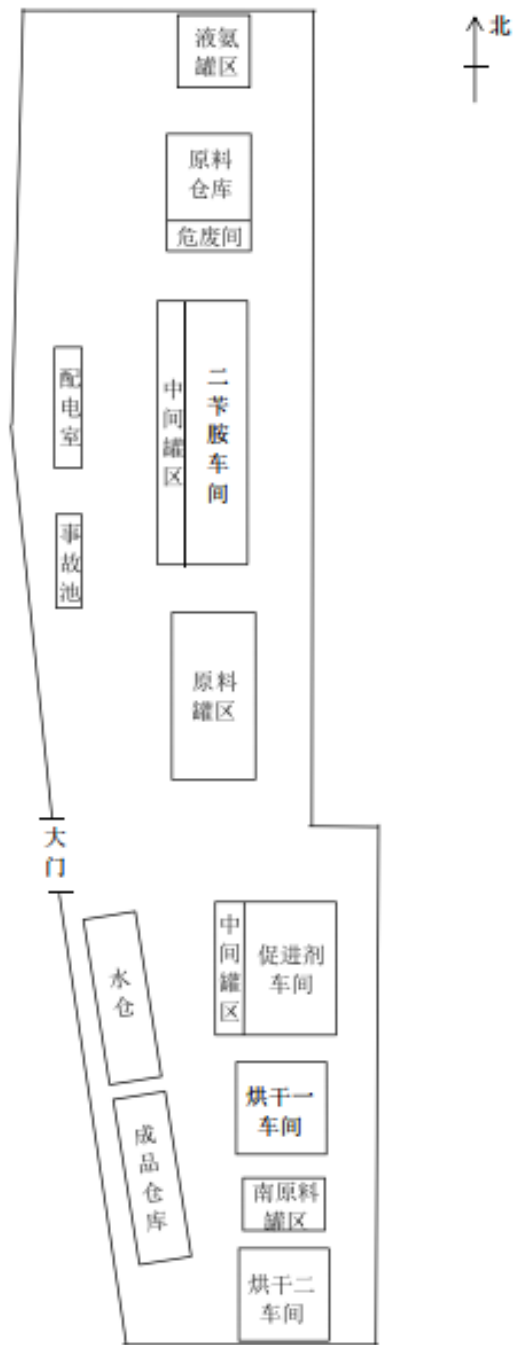 北
液氨
罐区
原料
仓库
危废间
配电室
中间罐区
二苄胺车间
事故池
原料
罐区
大门
水仓
中间罐区
促进剂
车间
烘干一
车间
成品仓库
南原料
罐区
烘干二
车间